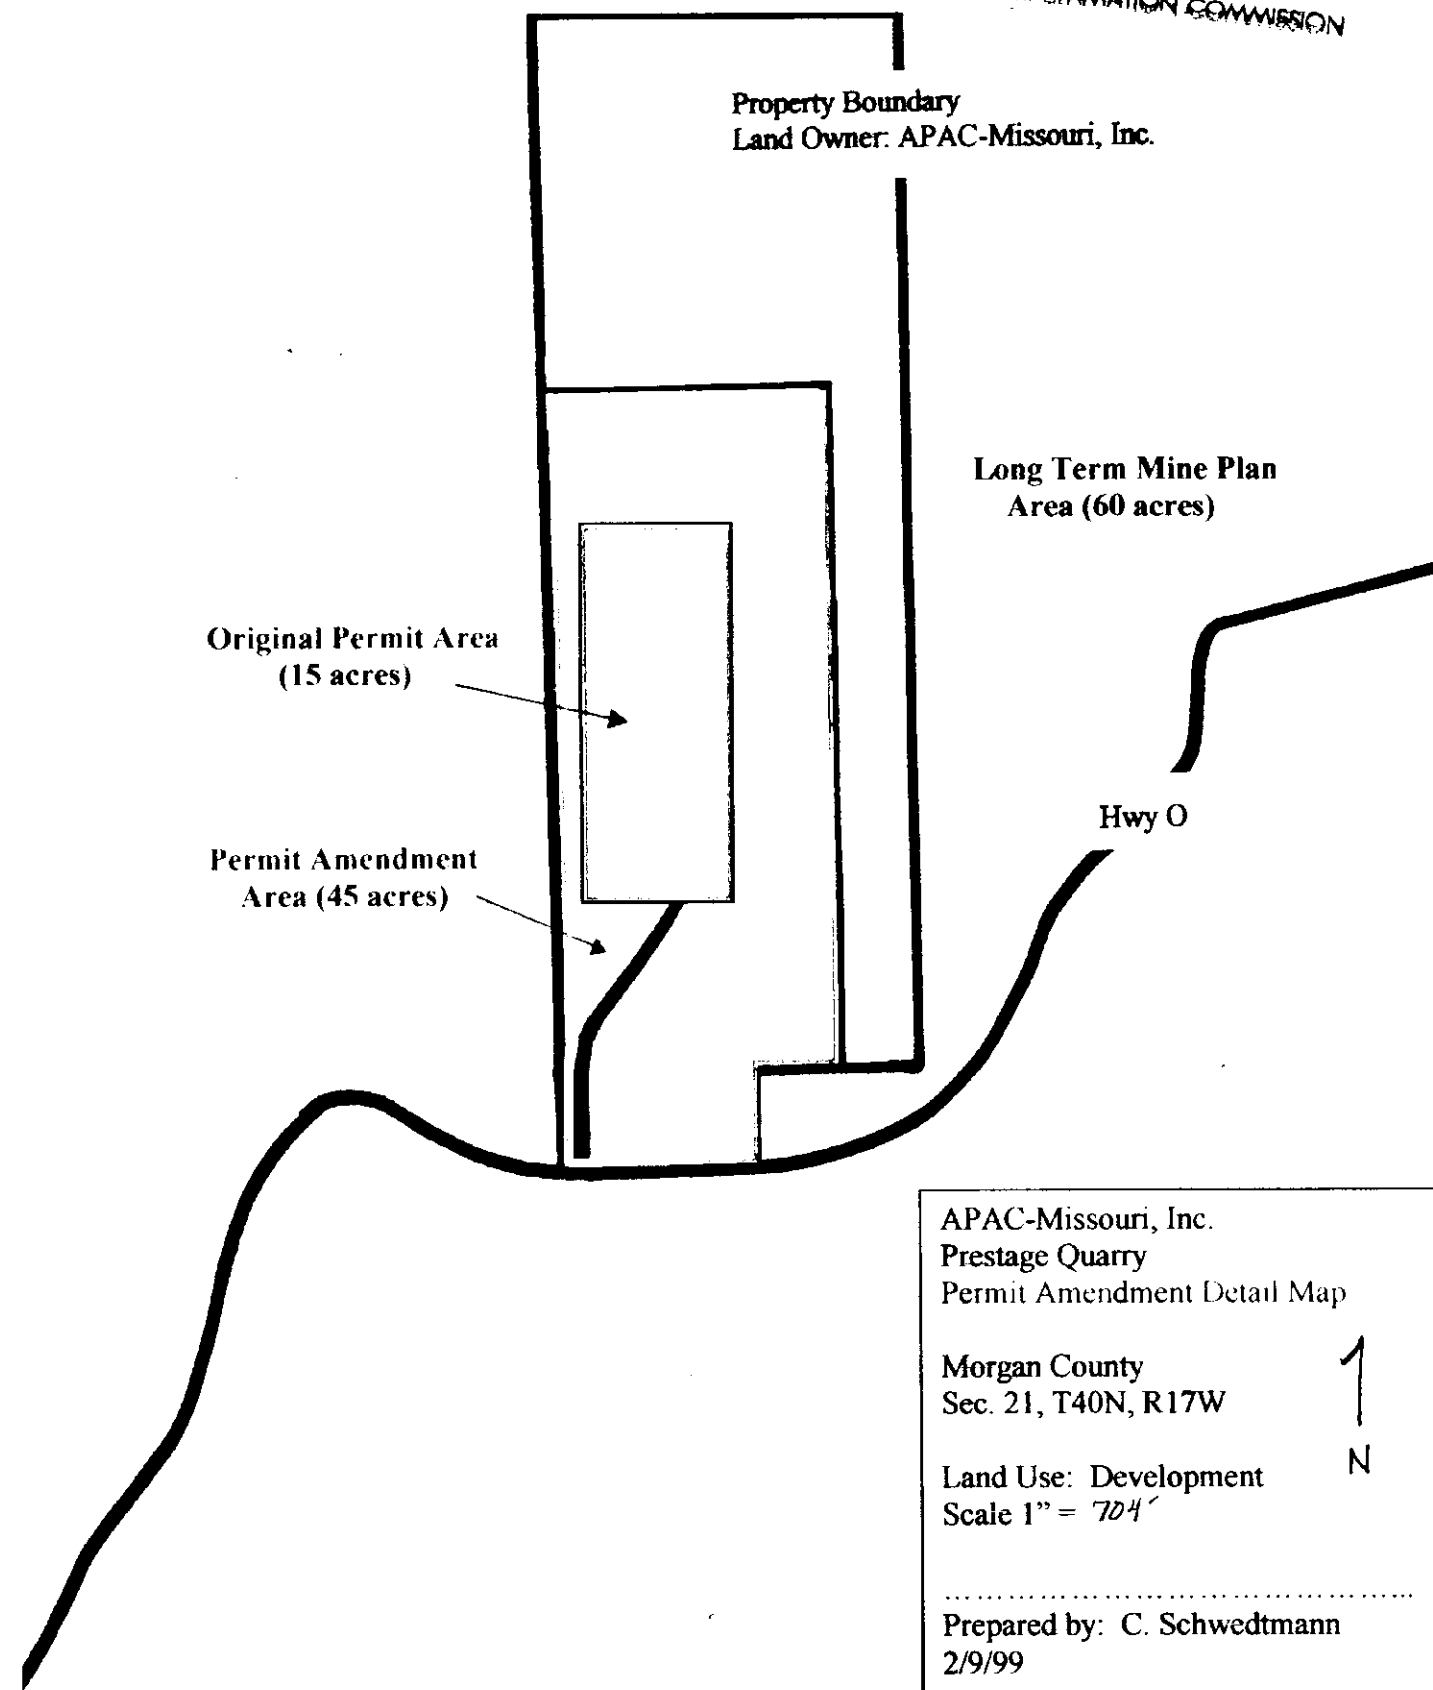 COMMISSION
Property Boundary
Land Owner: APAC-Missouri, Inc.
Long Term Mine Plan
Area (60 acres)
Original Permit Area
(15 acres)
Hwy O
Permit Amendment
Area (45 acres)
APAC-Missouri, Inc.
Prestage Quarry
Permit Amendment Detail Map
Morgan County
Sec. 21, T40N, R17W
N
Land Use: Development
Scale 1” = 704′
Prepared by: C. Schwedtmann
2/9/99